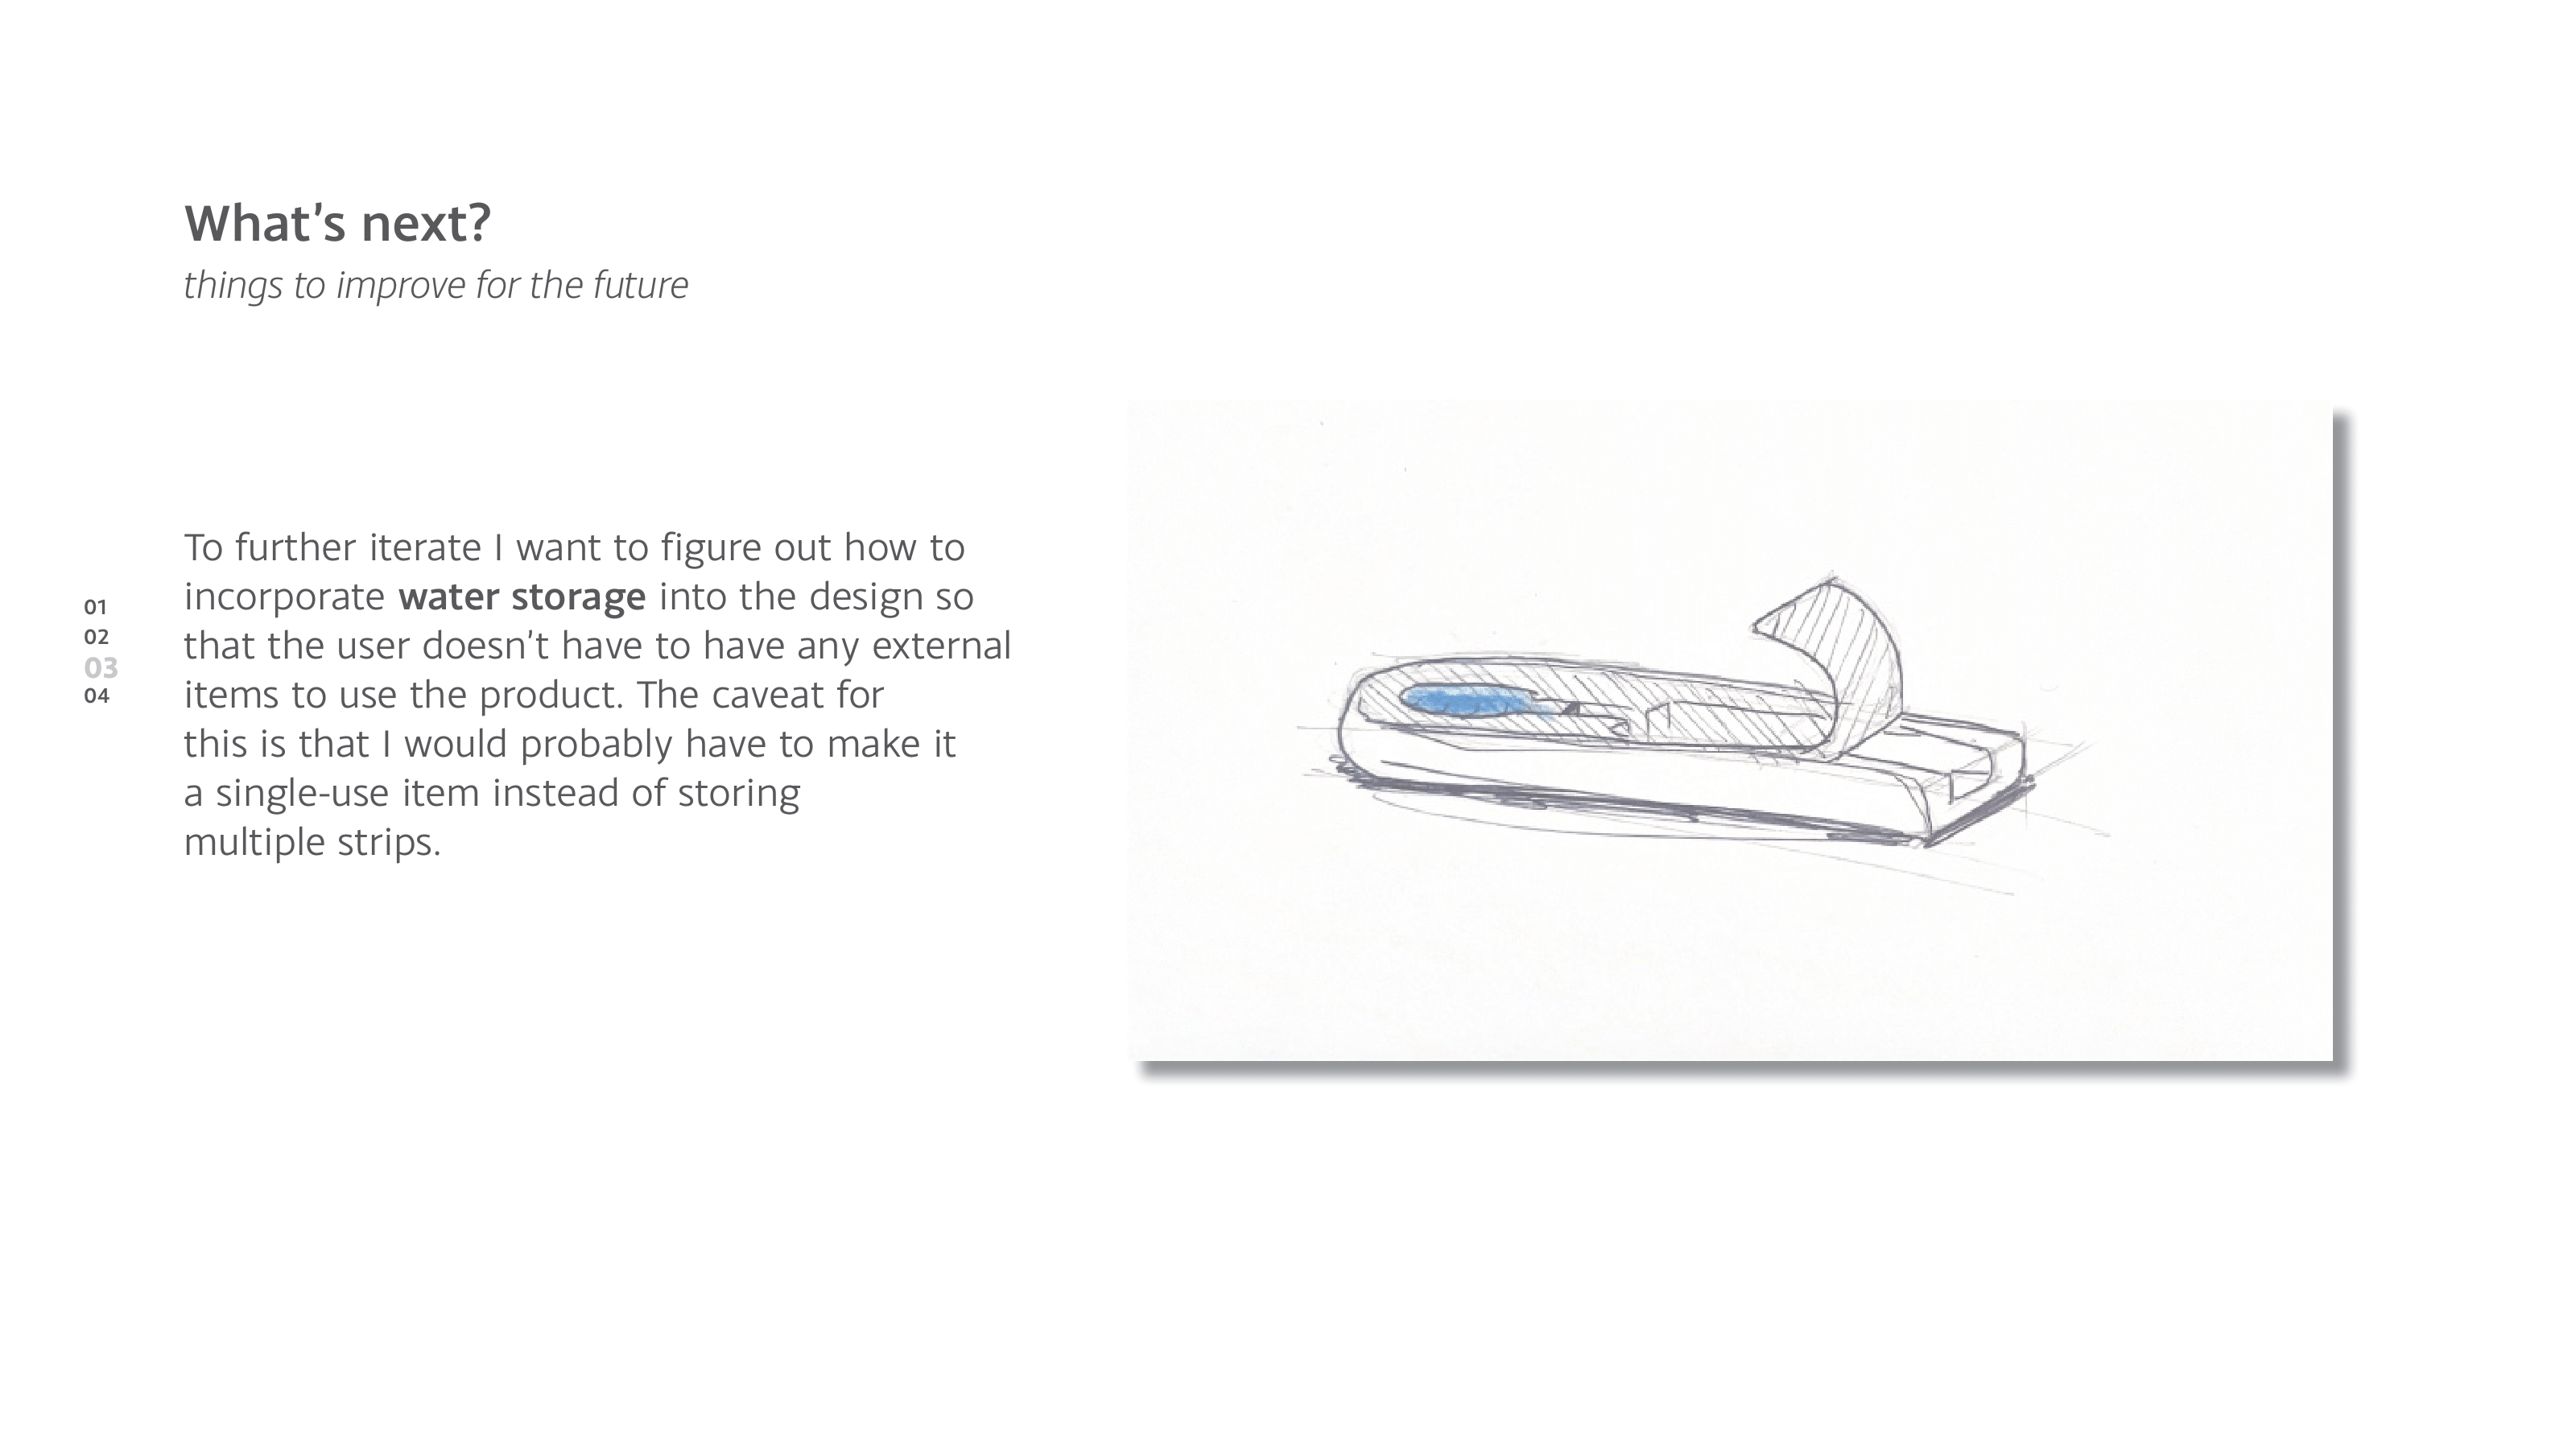 What’s next?
things to improve for the future
To further iterate I want to figure out how to
incorporate water storage into the design so
that the user doesn’t have to have any external
items to use the product. The caveat for
this is that I would probably have to make it
a single-use item instead of storing
multiple strips.
01
02
03
04